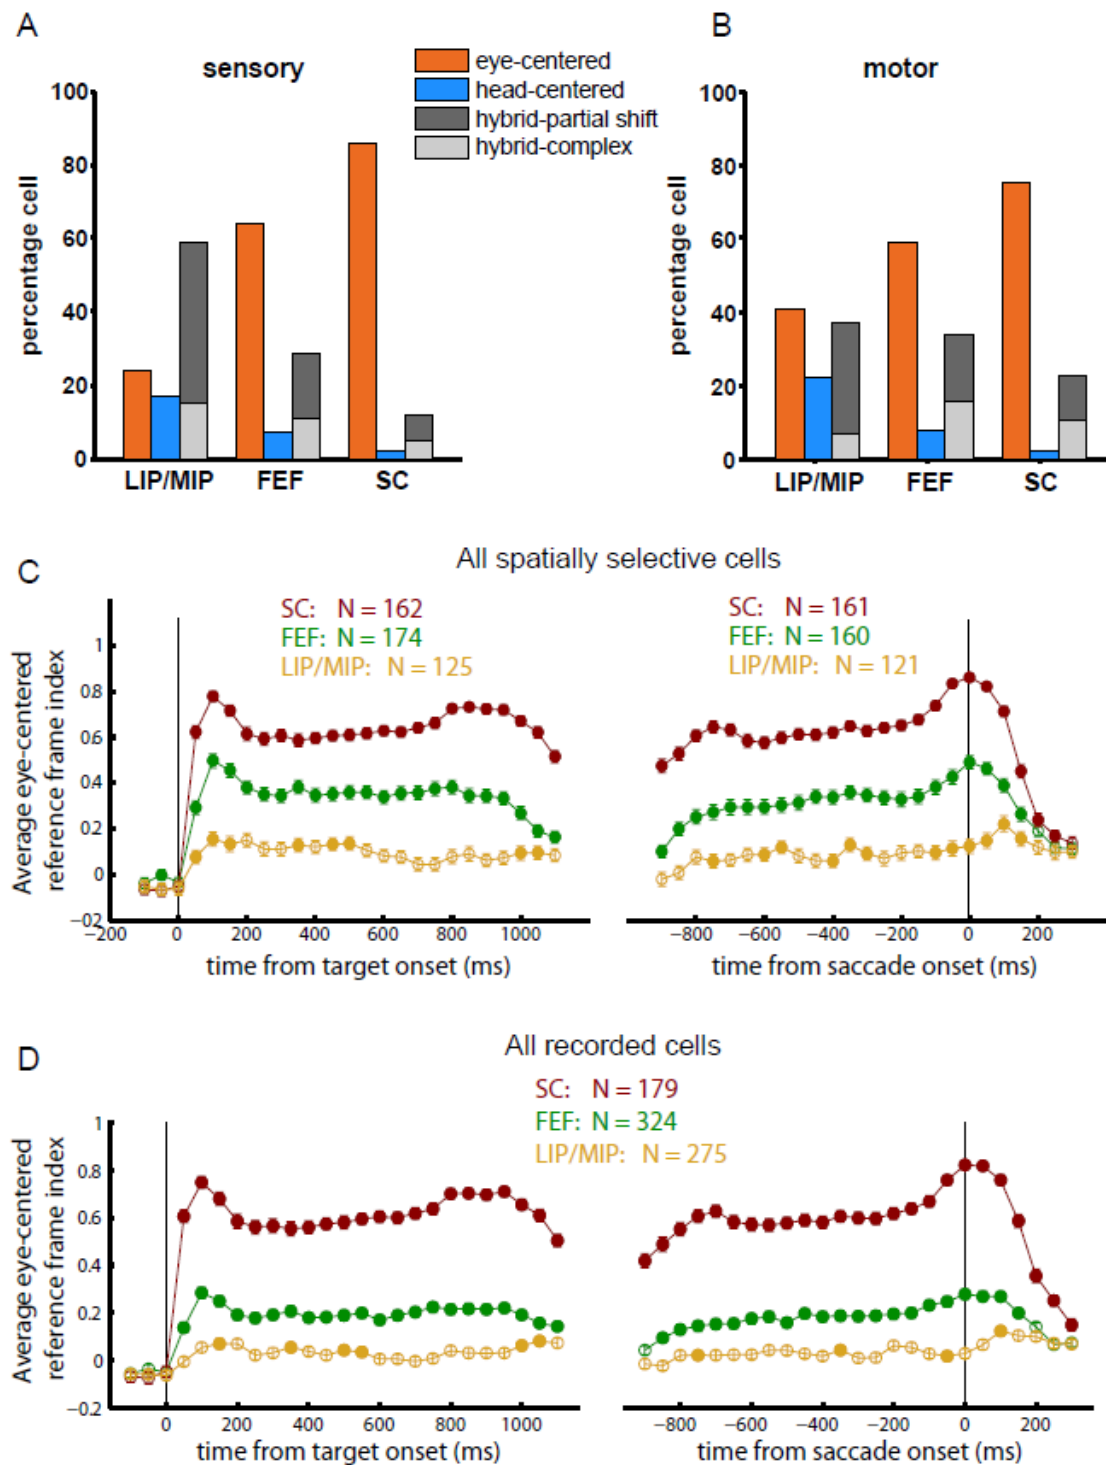 A
B
sensory
motor
eye-centered
head-centered
hybrid-partial shift
hybrid-complex
percentage cell
100
80
60
40
20
0
LIP/MIP FEF SC
percentage cell
100
80
60
40
20
0
LIP/MIP FEF SC
C
All spatially selective cells
SC: N = 162
FEF: N = 174
LIP/MIP: N = 125
SC: N = 161
FEF: N = 160
LIP/MIP: N = 121
Average eye-centered
reference frame index
1
0.8
0.6
0.4
0.2
0
−02
−200 0 200 400 600 800 1000
time from target onset (ms)
−800 −600 −400 −200 0 200
time from saccade onset (ms)
D
All recorded cells
SC: N = 179
FEF: N = 324
LIP/MIP: N = 275
Average eye-centered
reference frame index
1
0.8
0.6
0.4
0.2
0
−0.2
0 200 400 600 800 1000
time from target onset (ms)
−800 −600 −400 −200 0 200
time from saccade onset (ms)